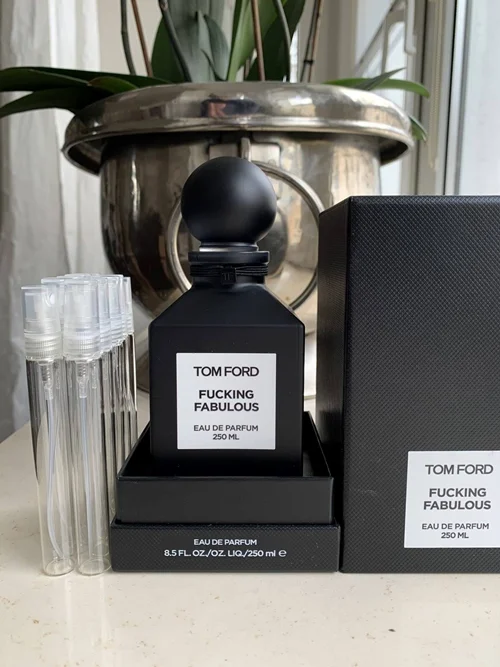 TOM FORD
FUCKING
FABULOUS
EAU DE PARFUM
250 ML
EAU DE PARFUM
8.5 FL. OZ./OZ. LIQ./250 ml ℮
TOM FORD
FUCKING
FABULOUS
EAU DE PARFUM
250 ML